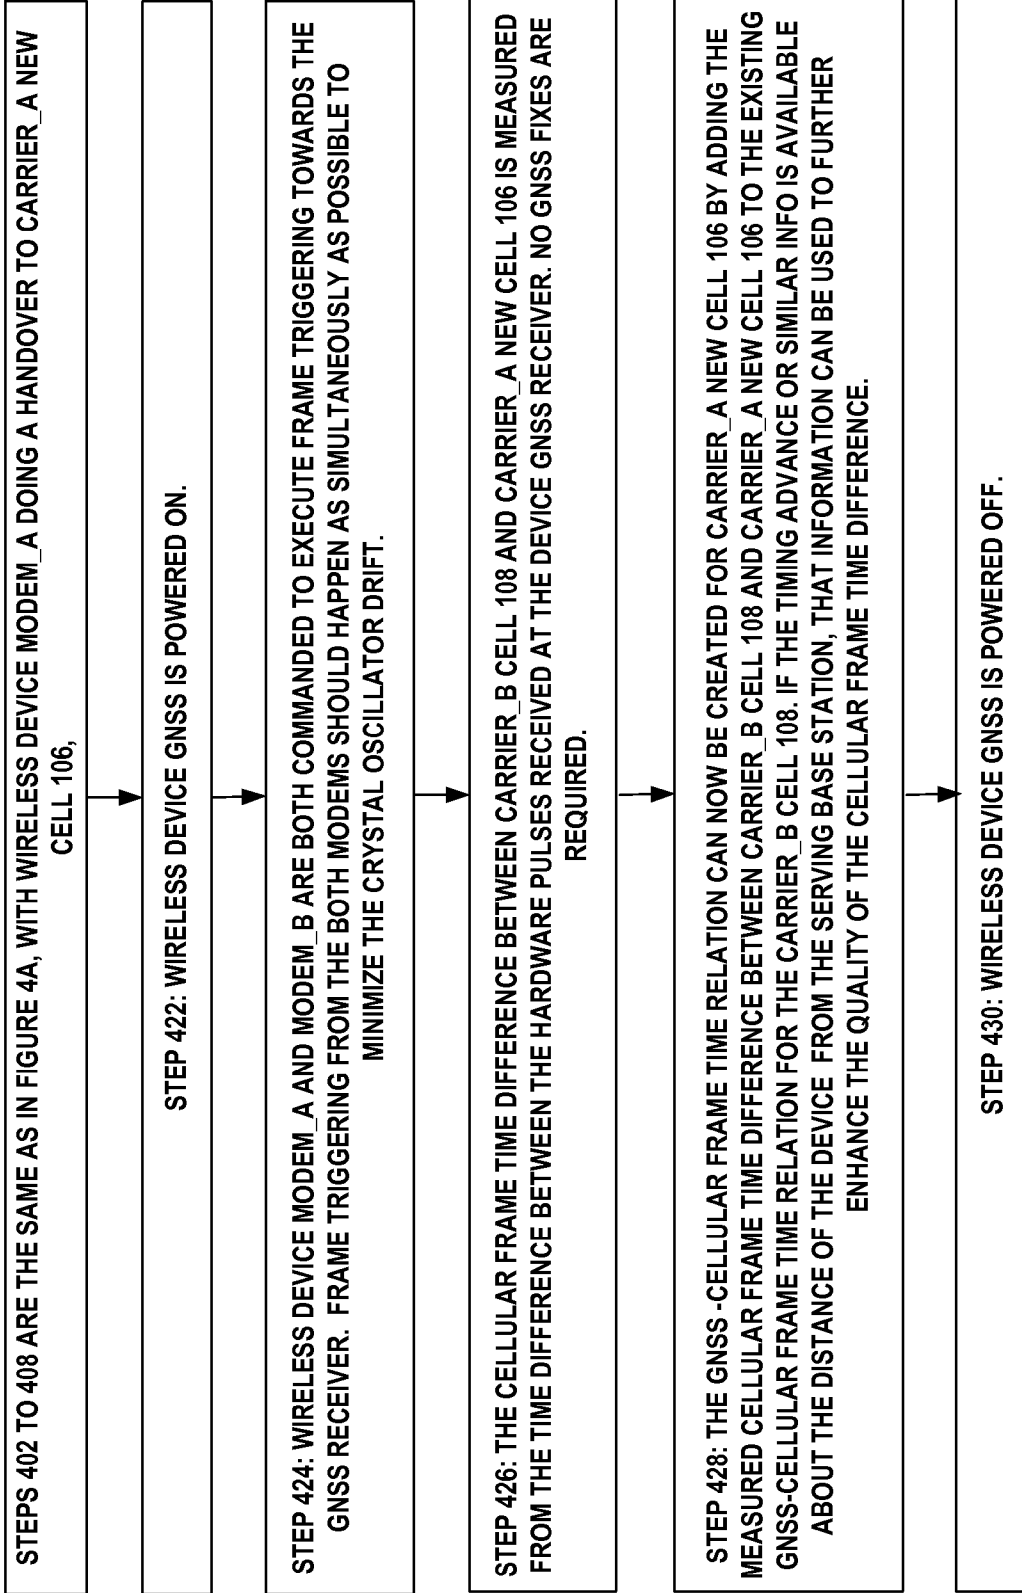 STEPS 402 TO 408 ARE THE SAME AS IN FIGURE 4A, WITH WIRELESS DEVICE MODEM_A DOING A HANDOVER TO CARRIER_A NEW
CELL 106,
STEP 422: WIRELESS DEVICE GNSS IS POWERED ON.
STEP 424: WIRELESS DEVICE MODEM_A AND MODEM_B ARE BOTH COMMANDED TO EXECUTE FRAME TRIGGERING TOWARDS THE
GNSS RECEIVER. FRAME TRIGGERING FROM THE BOTH MODEMS SHOULD HAPPEN AS SIMULTANEOUSLY AS POSSIBLE TO
MINIMIZE THE CRYSTAL OSCILLATOR DRIFT.
STEP 426: THE CELLULAR FRAME TIME DIFFERENCE BETWEEN CARRIER_B CELL 108 AND CARRIER_A NEW CELL 106 IS MEASURED
FROM THE TIME DIFFERENCE BETWEEN THE HARDWARE PULSES RECEIVED AT THE DEVICE GNSS RECEIVER. NO GNSS FIXES ARE
REQUIRED.
STEP 428: THE GNSS -CELLULAR FRAME TIME RELATION CAN NOW BE CREATED FOR CARRIER_A NEW CELL 106 BY ADDING THE
MEASURED CELLULAR FRAME TIME DIFFERENCE BETWEEN CARRIER_B CELL 108 AND CARRIER_A NEW CELL 106 TO THE EXISTING
GNSS-CELLULAR FRAME TIME RELATION FOR THE CARRIER_B CELL 108. IF THE TIMING ADVANCE OR SIMILAR INFO IS AVAILABLE
ABOUT THE DISTANCE OF THE DEVICE FROM THE SERVING BASE STATION, THAT INFORMATION CAN BE USED TO FURTHER
ENHANCE THE QUALITY OF THE CELLULAR FRAME TIME DIFFERENCE.
STEP 430: WIRELESS DEVICE GNSS IS POWERED OFF.